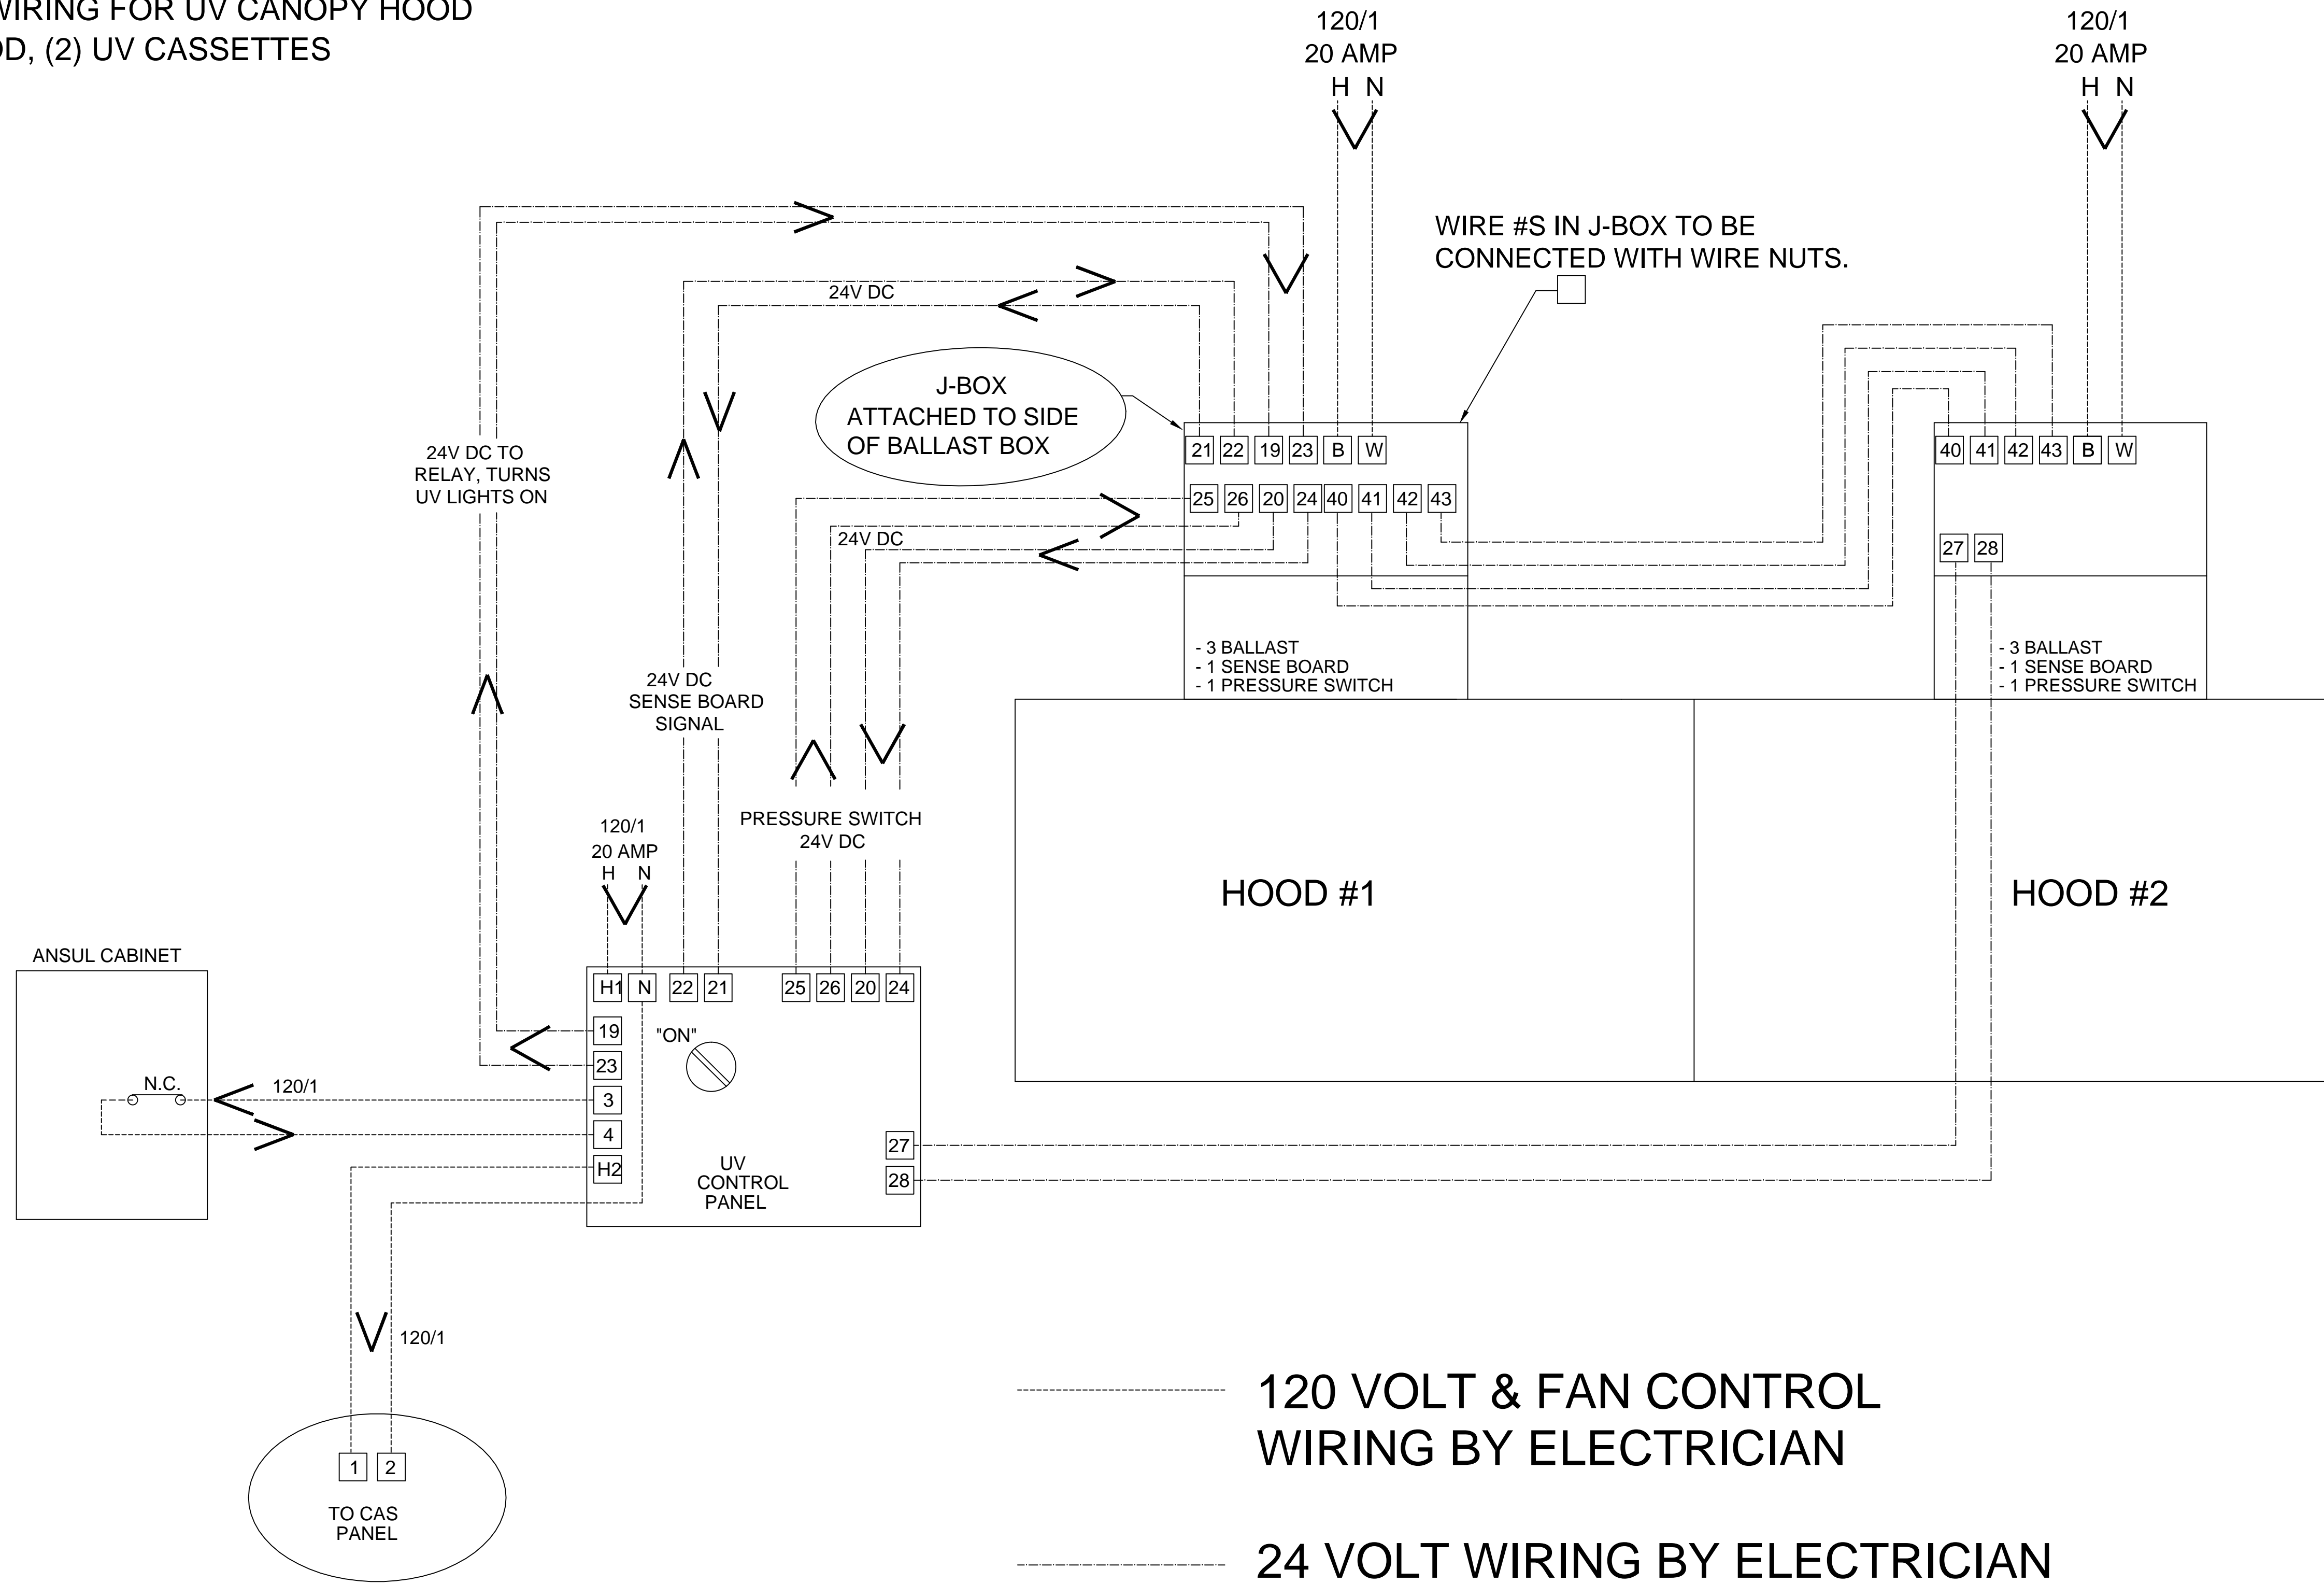 WIRING FOR UV CANOPY HOOD
(2) UV CASSETTES
120/1
20 AMP
H N
120/1
20 AMP
H N
WIRE #S IN J-BOX TO BE
CONNECTED WITH WIRE NUTS.
24V DC
J-BOX
ATTACHED TO SIDE
OF BALLAST BOX
24V DC TO
RELAY, TURNS
UV LIGHTS ON
21 22 19 23 B W
25 26 20 24 40 41 42 43
40 41 42 43 B W
27 28
24V DC
- 3 BALLAST
- 1 SENSE BOARD
- 1 PRESSURE SWITCH
- 3 BALLAST
- 1 SENSE BOARD
- 1 PRESSURE SWITCH
24V DC
SENSE BOARD
SIGNAL
PRESSURE SWITCH
24V DC
120/1
20 AMP
H N
HOOD #1
HOOD #2
ANSUL CABINET
N.C.
120/1
H1 N 22 21 25 26 20 24
19
23
3
4
H2
"ON"
27
28
UV
CONTROL
PANEL
120/1
1 2
TO CAS
PANEL
120 VOLT & FAN CONTROL
WIRING BY ELECTRICIAN
24 VOLT WIRING BY ELECTRICIAN